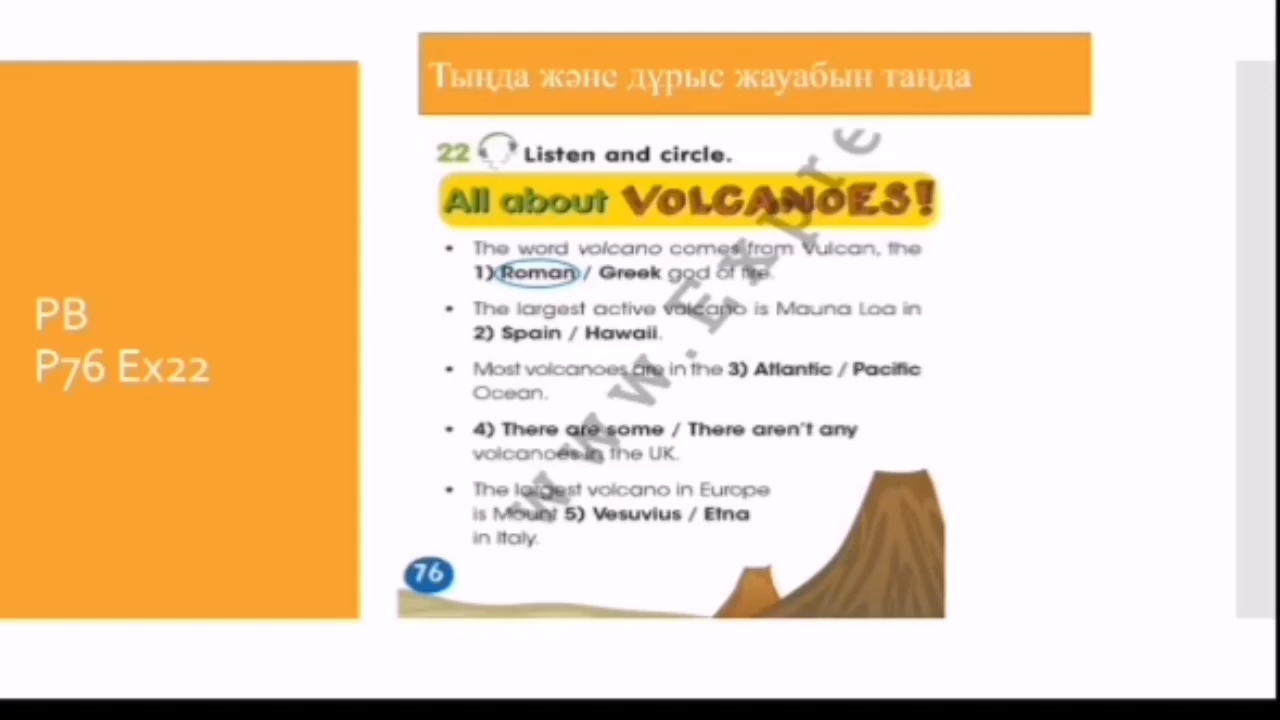 Тыңда және дұрыс жауабын таңда
PB
P76 Ex22
22 Listen and circle.
All about VOLCANOES!
• The word volcano comes from Vulcan, the
1) Roman / Greek god of fire.
• The largest active volcano is Mauna Loa in
2) Spain / Hawaii.
• Most volcanoes are in the 3) Atlantic / Pacific
Ocean.
• 4) There are some / There aren't any
volcanoes in the UK.
• The largest volcano in Europe
is Mount 5) Vesuvius / Etna
in Italy.
76
www.Expre